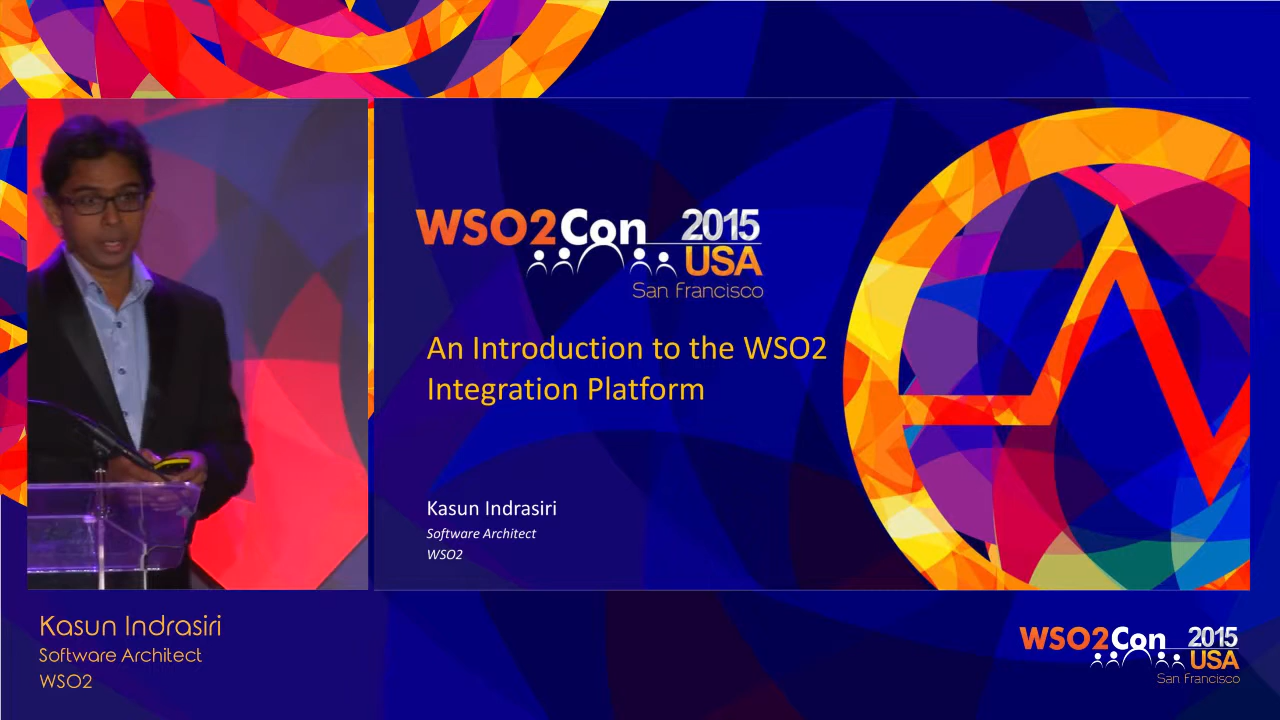 WSO2Con 2015
USA
San Francisco
An Introduction to the WSO2
Integration Platform
Kasun Indrasiri
Software Architect
WSO2
Kasun Indrasiri
Software Architect
WSO2
WSO2Con 2015
USA
San Francisco